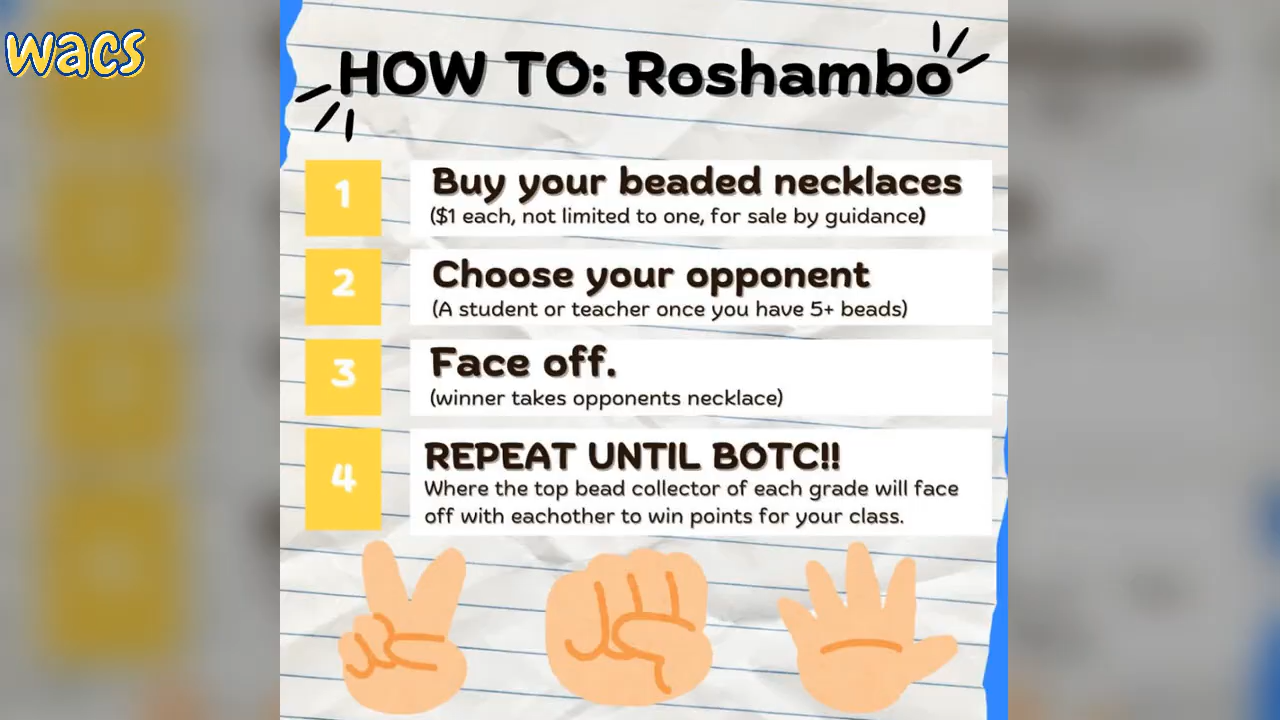 wacs
HOW TO: Roshambo
1
Buy your beaded necklaces
($1 each, not limited to one, for sale by guidance)
2
Choose your opponent
(A student or teacher once you have 5+ beads)
3
Face off.
(winner takes opponents necklace)
4
REPEAT UNTIL BOTC!!
Where the top bead collector of each grade will face
off with eachother to win points for your class.